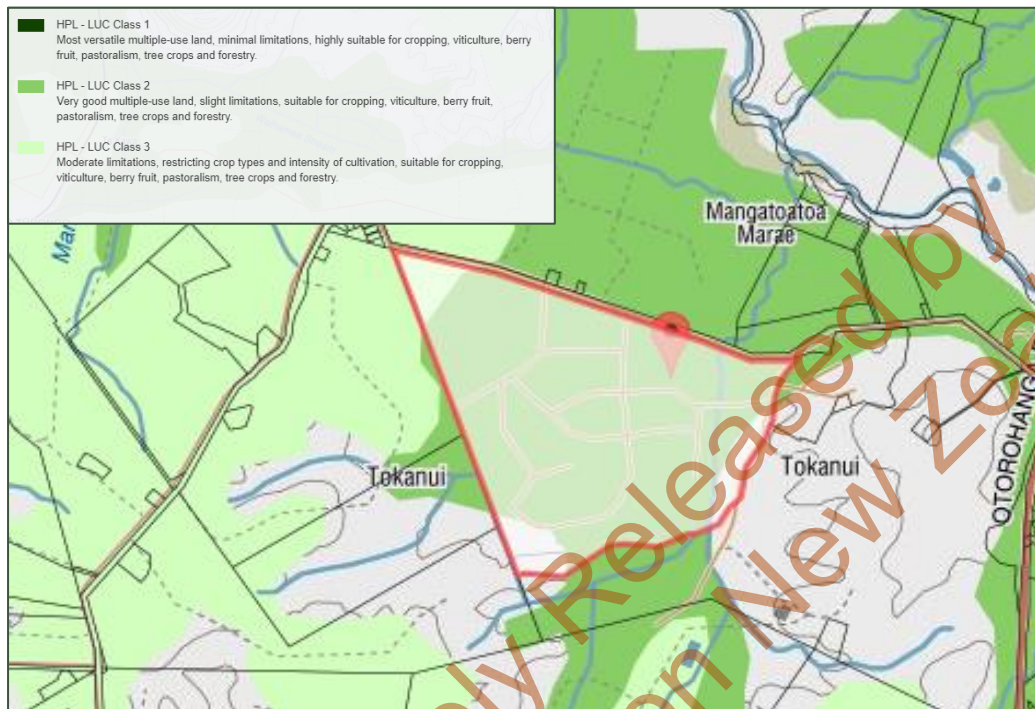 HPL - LUC Class 1
Most versatile multiple-use land, minimal limitations, highly suitable for cropping, viticulture, berry
fruit, pastoralism, tree crops and forestry.
HPL - LUC Class 2
Very good multiple-use land, slight limitations, suitable for cropping, viticulture, berry fruit,
pastoralism, tree crops and forestry.
HPL - LUC Class 3
Moderate limitations, restricting crop types and intensity of cultivation, suitable for cropping,
viticulture, berry fruit, pastoralism, tree crops and forestry.
Mangatoatoa
Marae
Tokanui
Tokanui
Released by
New